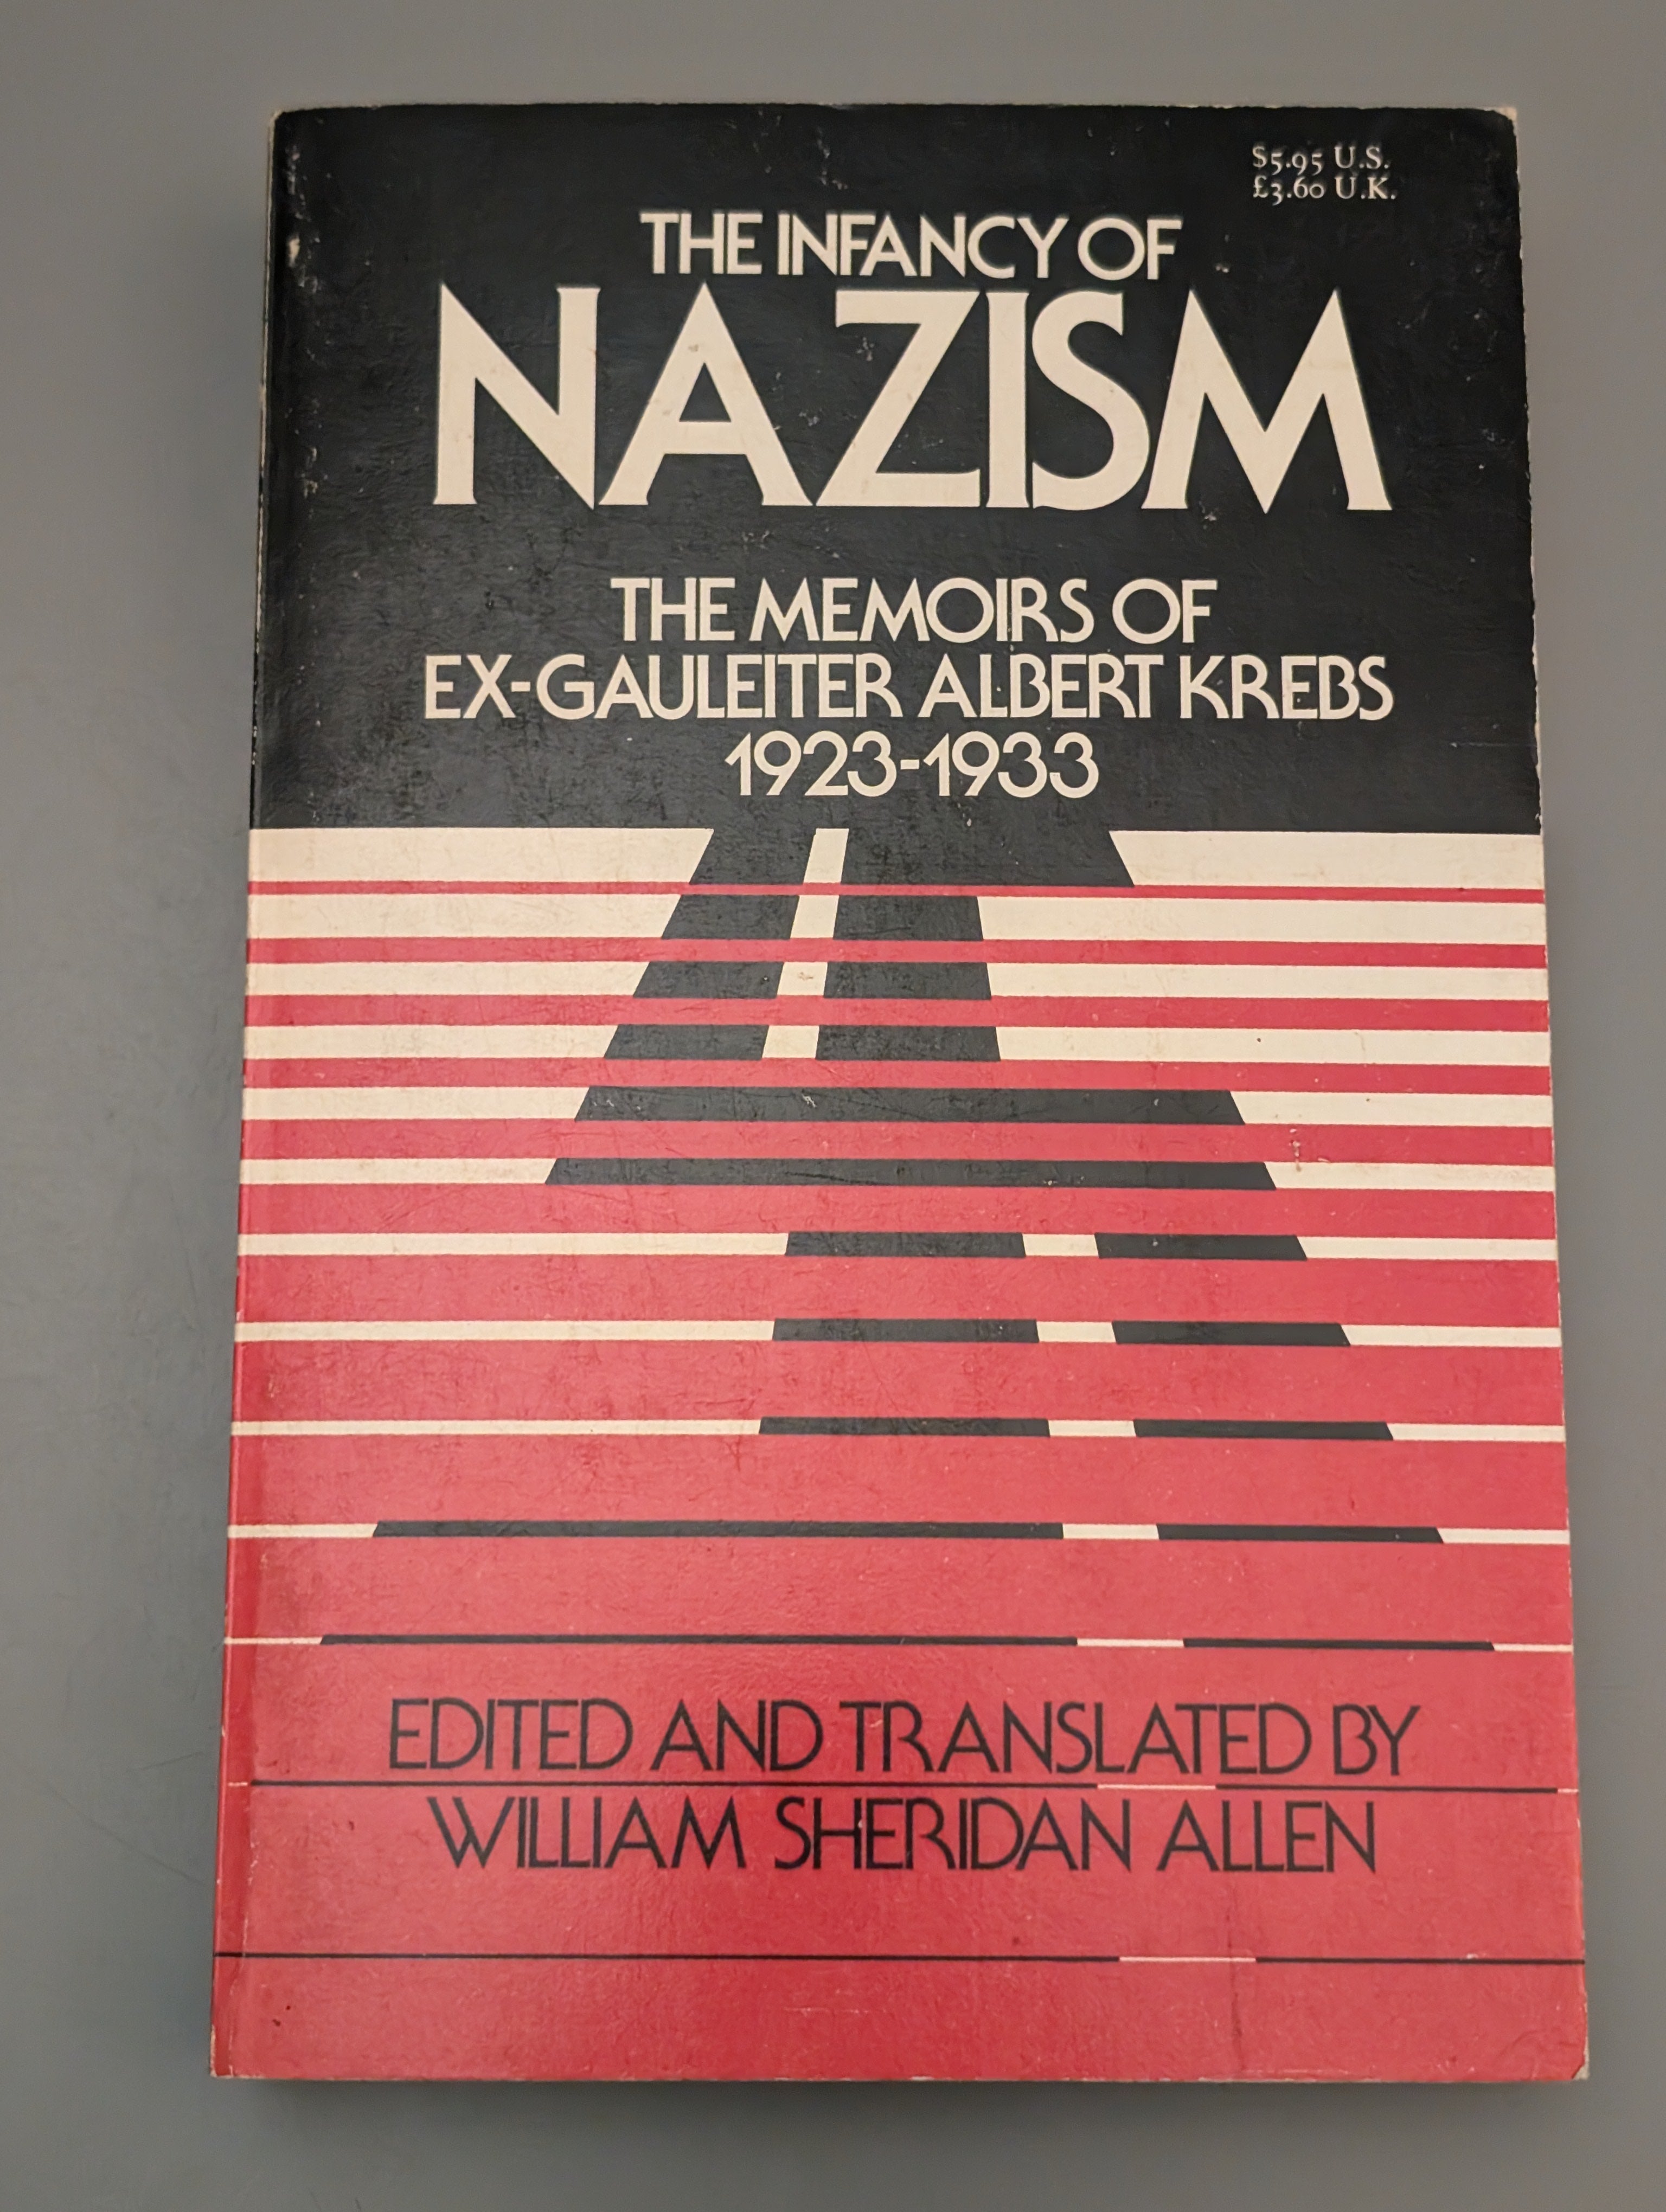 $5.95 U.S.
£3.60 U.K.
THE INFANCY OF
NAZISM
THE MEMOIRS OF
EX-GAULEITER ALBERT KREBS
1923-1933
EDITED AND TRANSLATED BY
WILLIAM SHERIDAN ALLEN